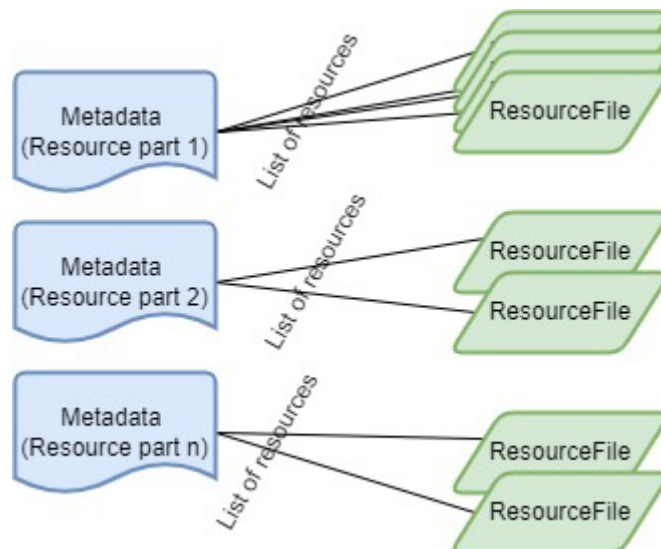 Metadata
(Resource part 1)
List of resources
ResourceFile
Metadata
(Resource part 2)
List of resources
ResourceFile
ResourceFile
Metadata
(Resource part n)
List of resources
ResourceFile
ResourceFile